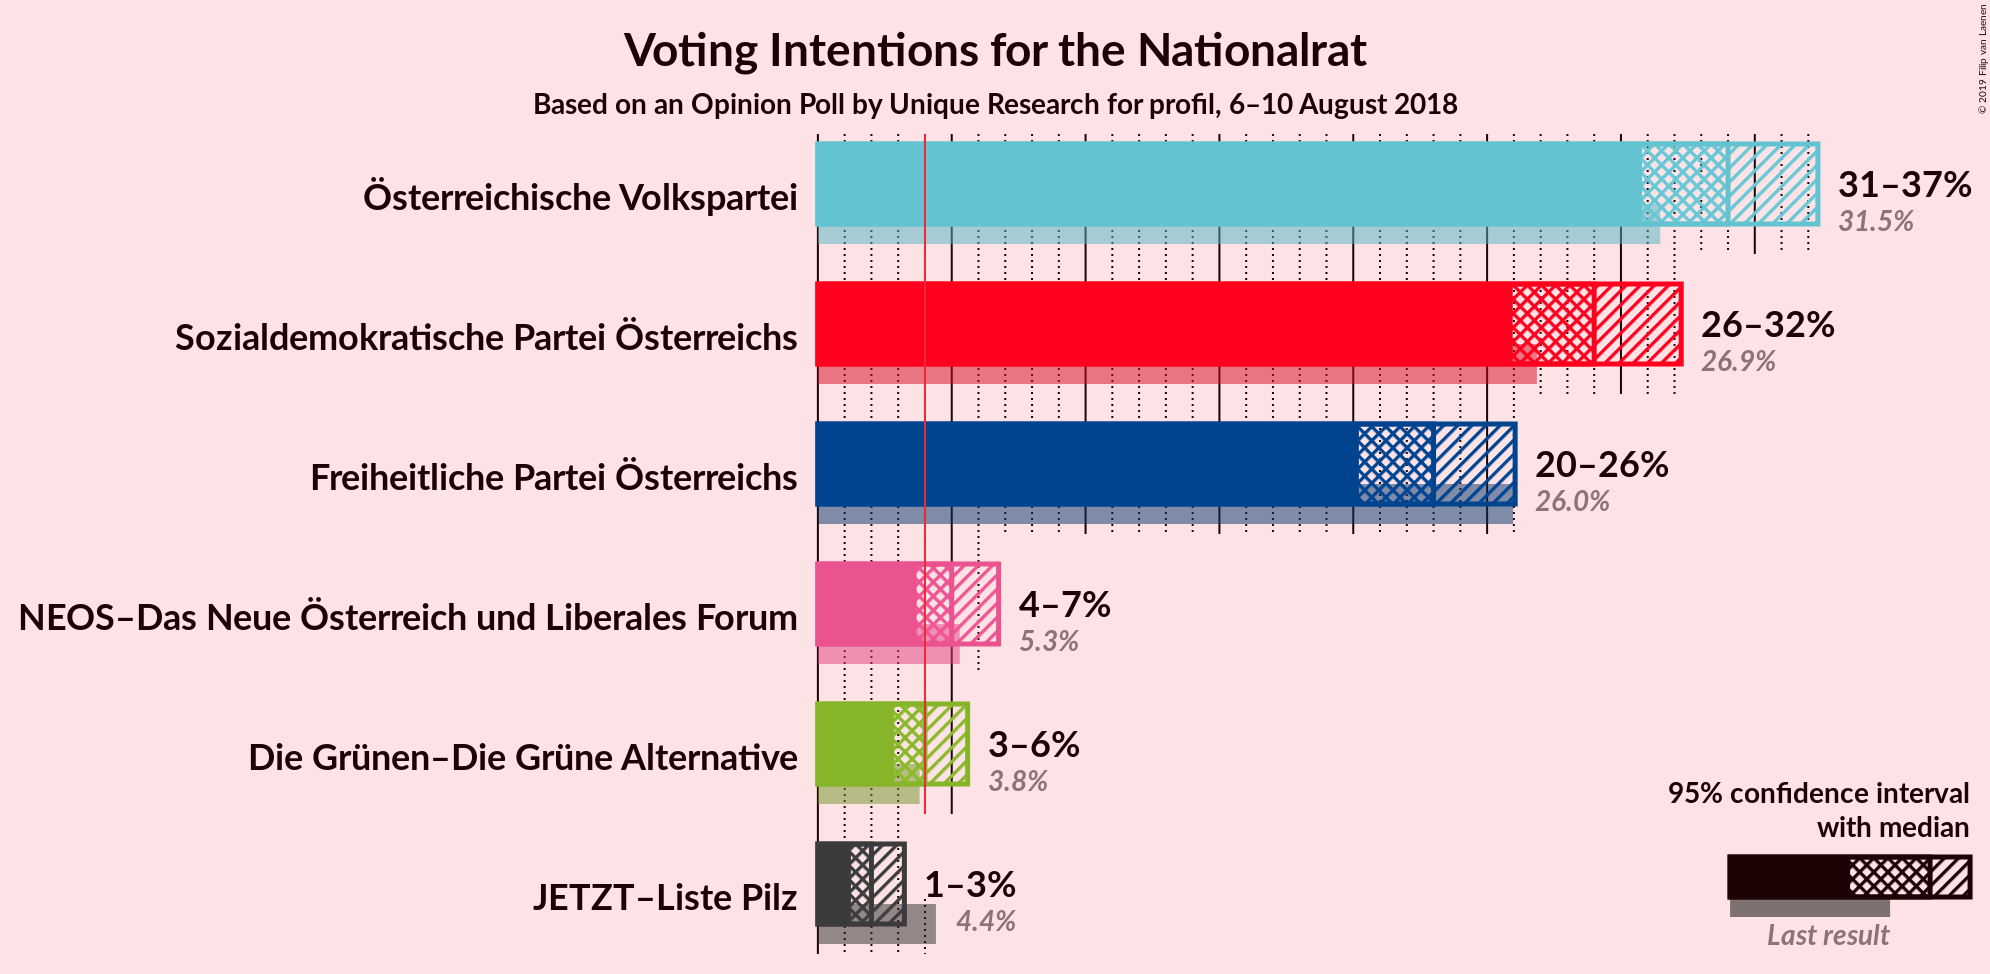 Voting Intentions for the Nationalrat
Based on an Opinion Poll by Unique Research for profil, 6–10 August 2018
© 2019 Filip van Laenen
Österreichische Volkspartei
31–37%
31.5%
Sozialdemokratische Partei Österreichs
26–32%
26.9%
Freiheitliche Partei Österreichs
20–26%
26.0%
NEOS–Das Neue Österreich und Liberales Forum
4–7%
5.3%
Die Grünen–Die Grüne Alternative
3–6%
3.8%
JETZT–Liste Pilz
1–3%
4.4%
95% confidence interval
with median
Last result